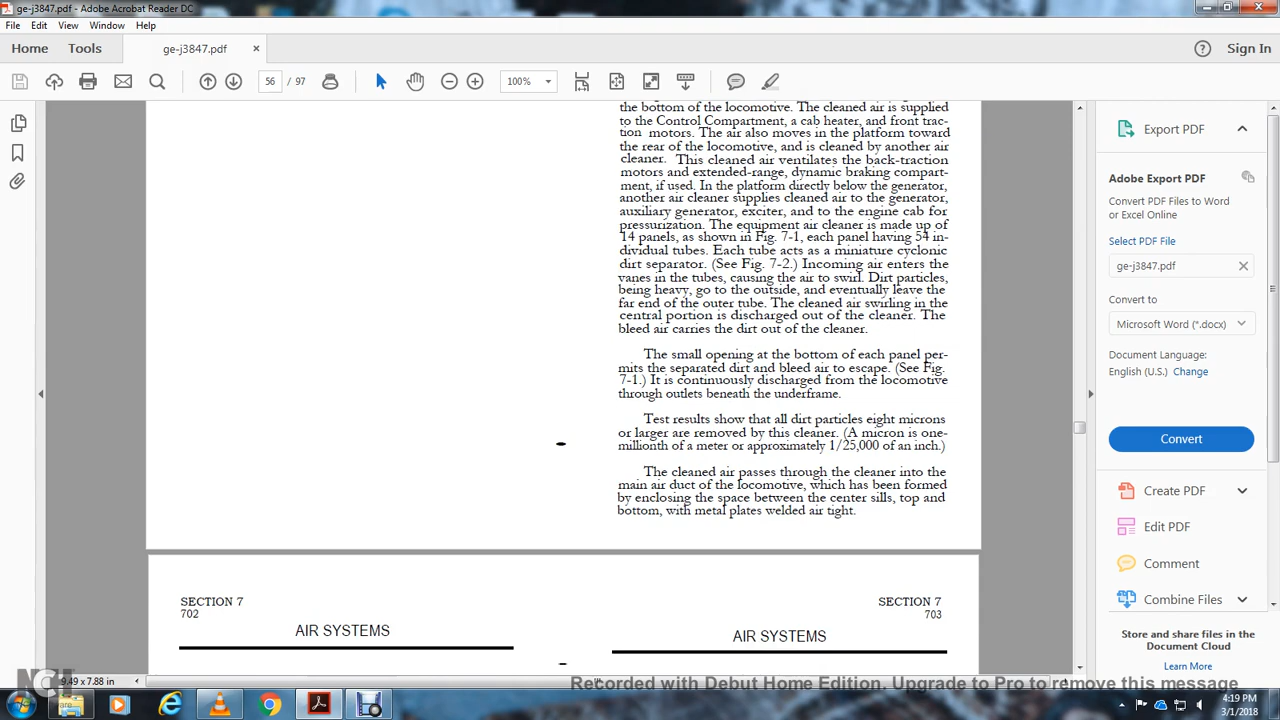 ge-j3847.pdf - Adobe Acrobat Reader DC
File Edit View Window Help
Home Tools ge-j3847.pdf × Sign In
56 / 97 100%
the bottom of the locomotive. The cleaned air is supplied
to the Control Compartment, a cab heater, and front trac-
tion motors. The air also moves in the platform toward
the rear of the locomotive, and is cleaned by another air
cleaner. This cleaned air ventilates the back-traction
motors and extended-range, dynamic braking compart-
ment, if used. In the platform directly below the generator,
another air cleaner supplies cleaned air to the generator,
auxiliary generator, exciter, and to the engine cab for
pressurization. The equipment air cleaner is made up of
14 panels, as shown in Fig. 7-1, each panel having 54 in-
dividual tubes. Each tube acts as a miniature cyclonic
dirt separator. (See Fig. 7-2.) Incoming air enters the
vanes in the tubes, causing the air to swirl. Dirt particles,
being heavy, go to the outside, and eventually leave the
far end of the outer tube. The cleaned air swirling in the
central portion is discharged out of the cleaner. The
bleed air carries the dirt out of the cleaner.
The small opening at the bottom of each panel per-
mits the separated dirt and bleed air to escape. (See Fig.
7-1.) It is continuously discharged from the locomotive
through outlets beneath the underframe.
Test results show that all dirt particles eight microns
or larger are removed by this cleaner. (A micron is one-
millionth of a meter or approximately 1/25,000 of an inch.)
The cleaned air passes through the cleaner into the
main air duct of the locomotive, which has been formed
by enclosing the space between the center sills, top and
bottom, with metal plates welded air tight.
SECTION 7
702
AIR SYSTEMS
SECTION 7
703
AIR SYSTEMS
9.49 x 7.88 in
Export PDF
Adobe Export PDF
Convert PDF Files to Word
or Excel Online
Select PDF File
ge-j3847.pdf
Convert to
Microsoft Word (*.docx)
Document Language:
English (U.S.) Change
Convert
Create PDF
Edit PDF
Comment
Combine Files
Store and share files in the
Document Cloud
Learn More
Recorded with Debut Home Edition. Upgrade to Pro to remove this message
4:19 PM
3/1/2018